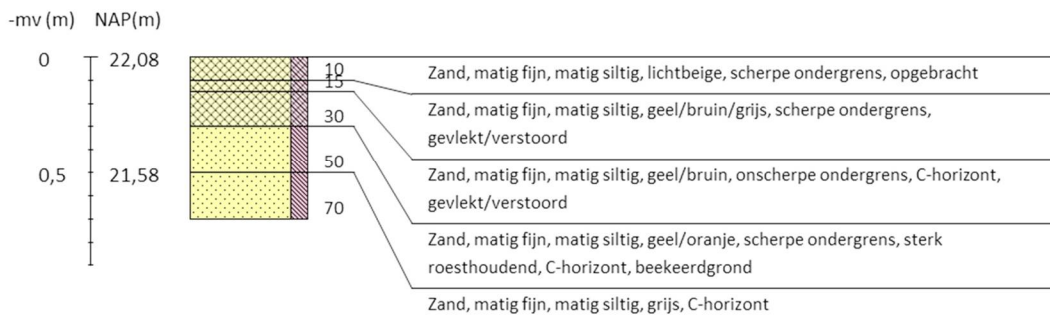 -mv (m) NAP(m)
0 22,08
10
Zand, matig fijn, matig siltig, lichtbeige, scherpe ondergrens, opgebracht
15
Zand, matig fijn, matig siltig, geel/bruin/grijs, scherpe ondergrens,
gevlekt/verstoord
30
0,5 21,58
50
Zand, matig fijn, matig siltig, geel/bruin, onscherpe ondergrens, C-horizont,
gevlekt/verstoord
70
Zand, matig fijn, matig siltig, geel/oranje, scherpe ondergrens, sterk
roesthoudend, C-horizont, beekeerdgrond
Zand, matig fijn, matig siltig, grijs, C-horizont